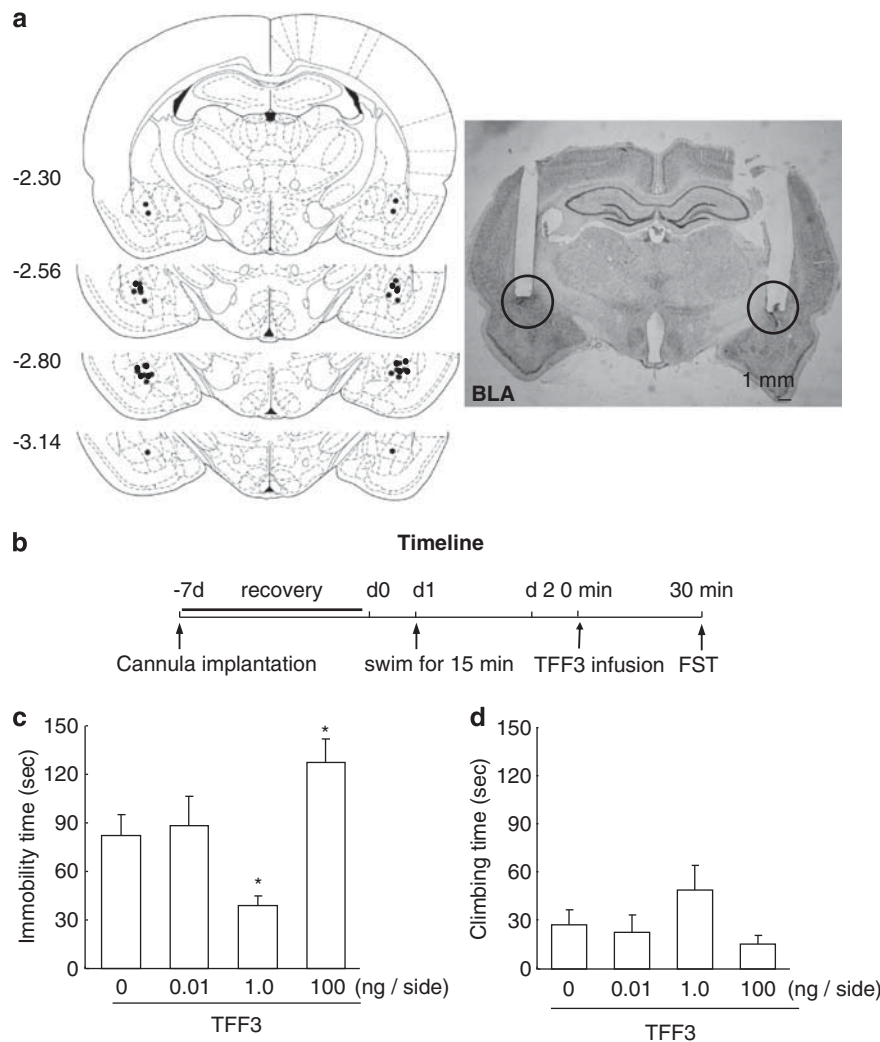 a
-2.30
-2.56
-2.80
-3.14
BLA
1 mm
b
Timeline
-7d recovery d0 d1 d 2 0 min 30 min
Cannula implantation swim for 15 min TFF3 infusion FST
c
Immobility time (sec)
150
120
90
60
30
0
*
*
0 0.01 1.0 100 (ng / side)
TFF3
d
Climbing time (sec)
150
120
90
60
30
0
0 0.01 1.0 100 (ng / side)
TFF3